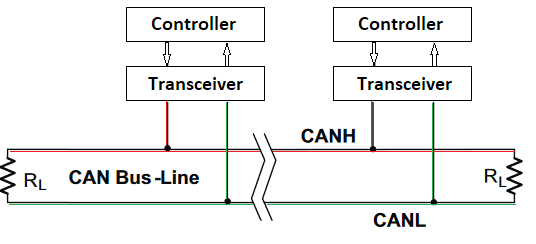 Controller
Controller
Transceiver
Transceiver
CANH
RL
CAN Bus-Line
RL
CANL